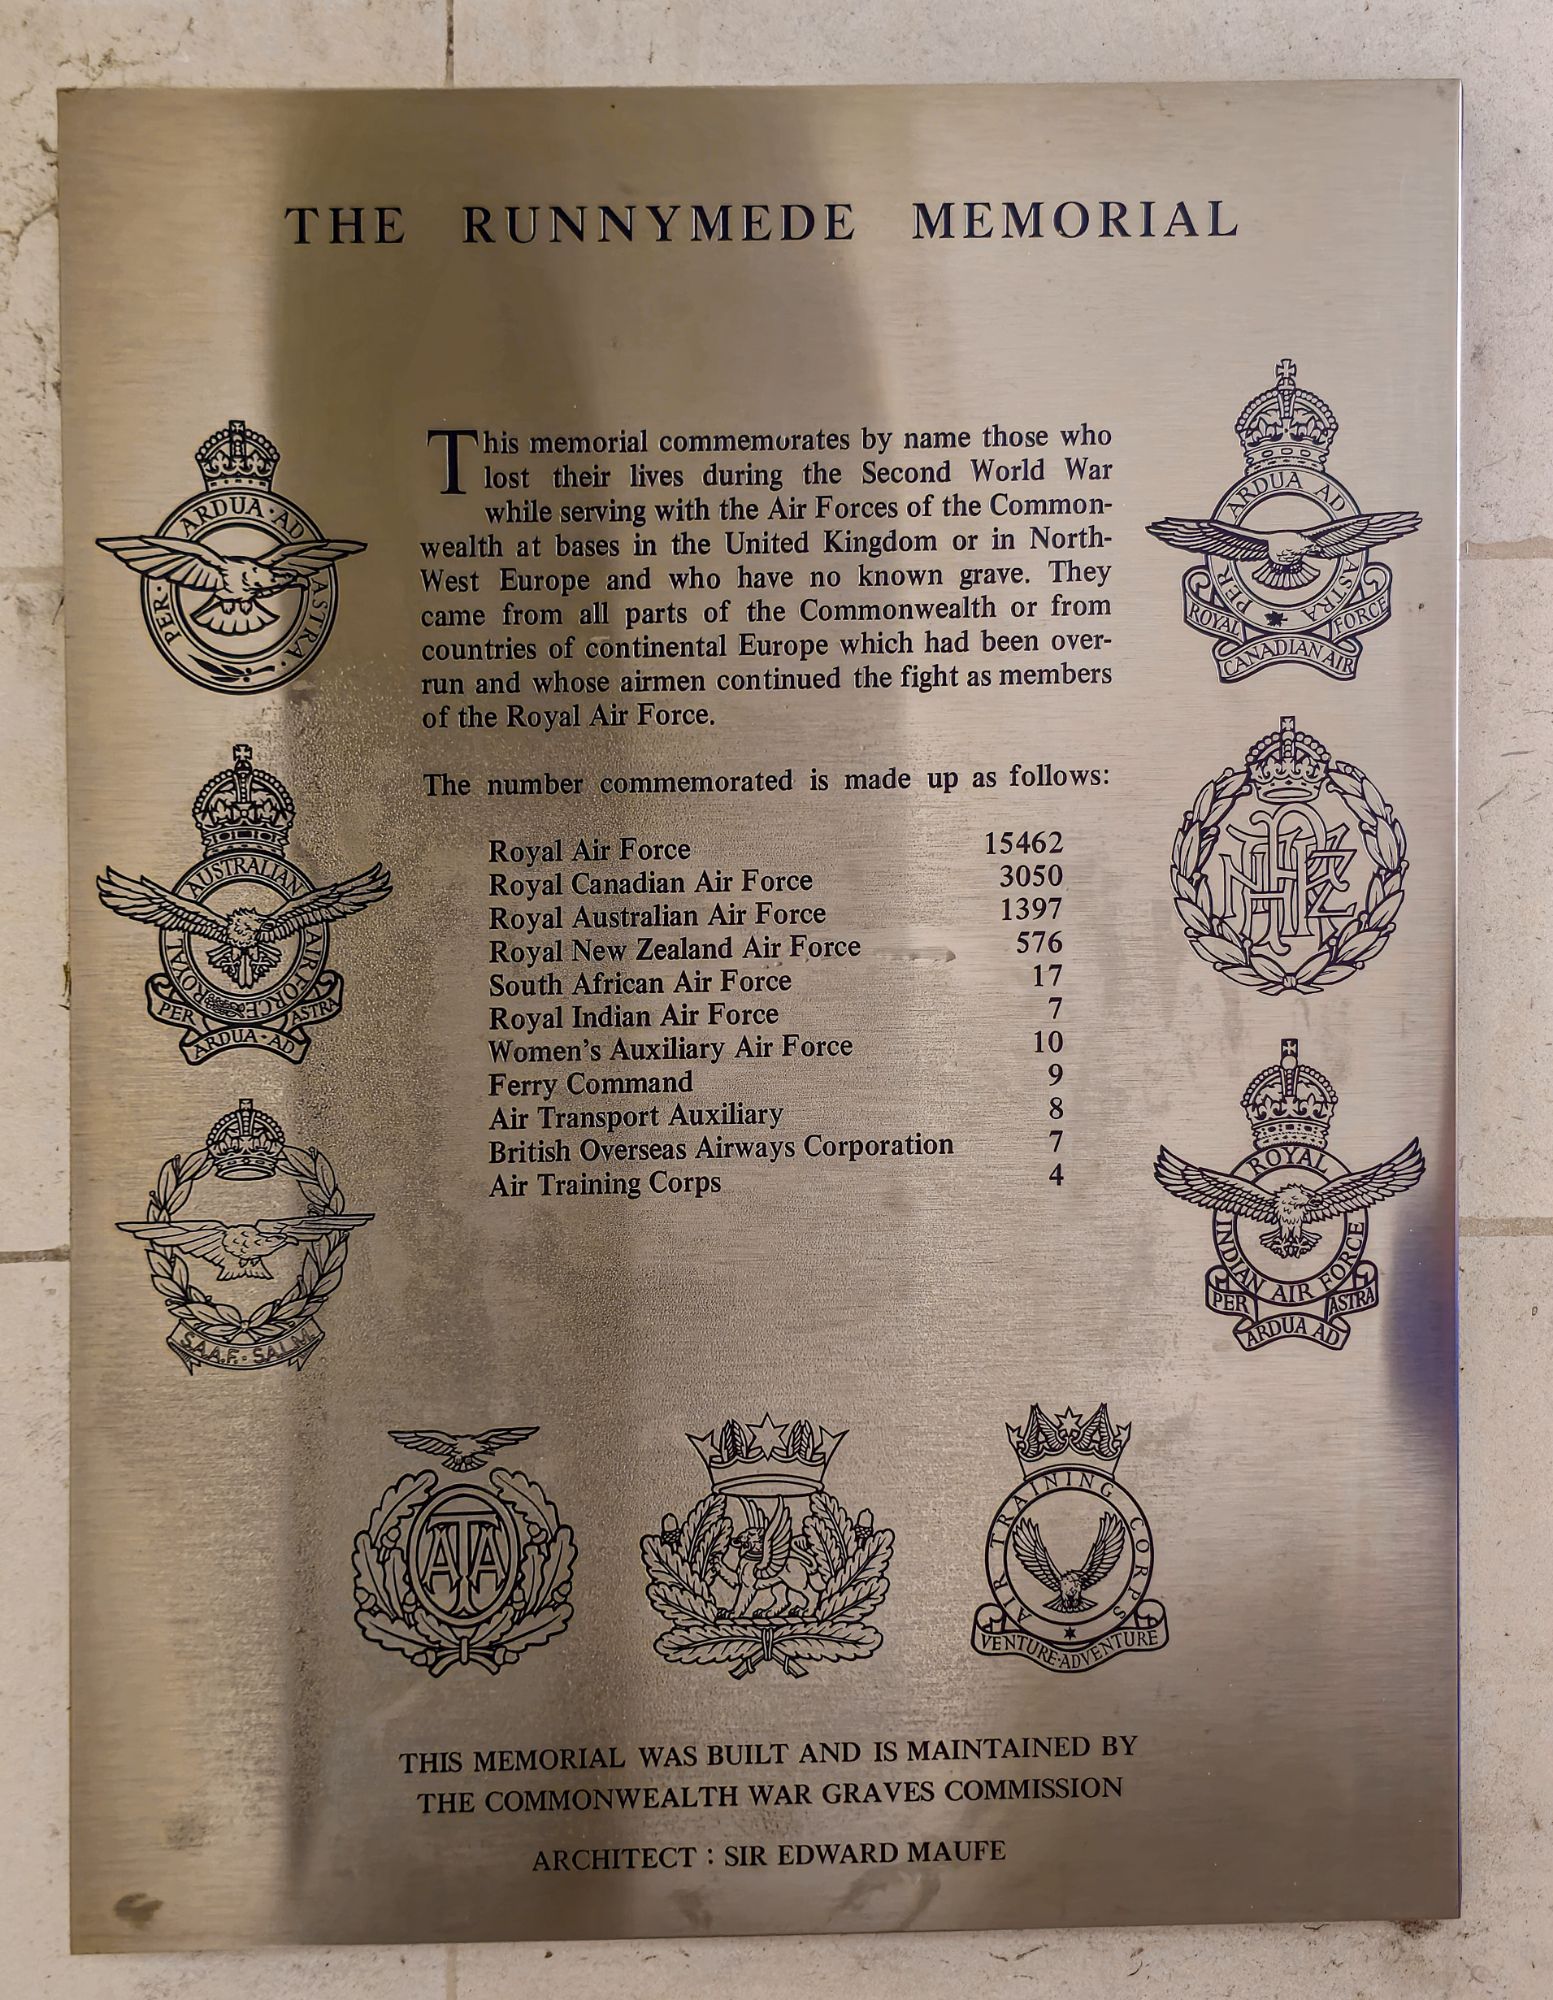 THE RUNNYMEDE MEMORIAL
This memorial commemorates by name those who
lost their lives during the Second World War
while serving with the Air Forces of the Common-
wealth at bases in the United Kingdom or in North-
West Europe and who have no known grave. They
came from all parts of the Commonwealth or from
countries of continental Europe which had been over-
run and whose airmen continued the fight as members
of the Royal Air Force.
The number commemorated is made up as follows:
Royal Air Force 15462
Royal Canadian Air Force 3050
Royal Australian Air Force 1397
Royal New Zealand Air Force 576
South African Air Force 17
Royal Indian Air Force 7
Women's Auxiliary Air Force 10
Ferry Command 9
Air Transport Auxiliary 8
British Overseas Airways Corporation 7
Air Training Corps 4
PER · ARDUA · AD ASTRA ·
ROYAL AUSTRALIAN AIR FORCE
PER ARDUA · AD ASTRA
S.A.A.F. - S.A.L.M.
PER ARDUA AD ASTRA
ROYAL CANADIAN AIR FORCE
RNZAF
ROYAL INDIAN AIR FORCE
PER ARDUA AD ASTRA
ATA
AIR TRAINING CORPS
VENTURE·ADVENTURE
THIS MEMORIAL WAS BUILT AND IS MAINTAINED BY
THE COMMONWEALTH WAR GRAVES COMMISSION
ARCHITECT : SIR EDWARD MAUFE